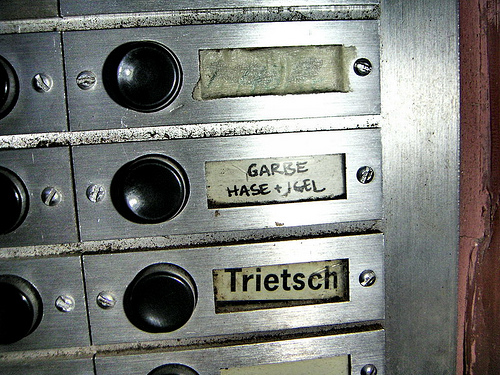 GARBE
HASE + IGEL
Trietsch